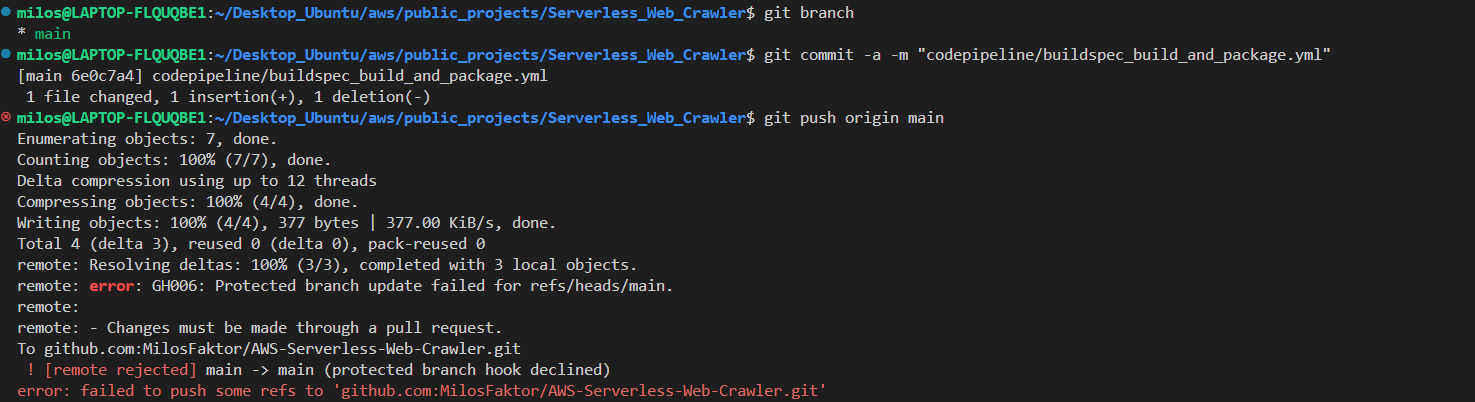 milos@LAPTOP-FLQUQBE1:~/Desktop_Ubuntu/aws/public_projects/Serverless_Web_Crawler$ git branch
* main
milos@LAPTOP-FLQUQBE1:~/Desktop_Ubuntu/aws/public_projects/Serverless_Web_Crawler$ git commit -a -m "codepipeline/buildspec_build_and_package.yml"
[main 6e0c7a4] codepipeline/buildspec_build_and_package.yml
 1 file changed, 1 insertion(+), 1 deletion(-)
milos@LAPTOP-FLQUQBE1:~/Desktop_Ubuntu/aws/public_projects/Serverless_Web_Crawler$ git push origin main
Enumerating objects: 7, done.
Counting objects: 100% (7/7), done.
Delta compression using up to 12 threads
Compressing objects: 100% (4/4), done.
Writing objects: 100% (4/4), 377 bytes | 377.00 KiB/s, done.
Total 4 (delta 3), reused 0 (delta 0), pack-reused 0
remote: Resolving deltas: 100% (3/3), completed with 3 local objects.
remote: error: GH006: Protected branch update failed for refs/heads/main.
remote:
remote: - Changes must be made through a pull request.
To github.com:MilosFaktor/AWS-Serverless-Web-Crawler.git
 ! [remote rejected] main -> main (protected branch hook declined)
error: failed to push some refs to 'github.com:MilosFaktor/AWS-Serverless-Web-Crawler.git'